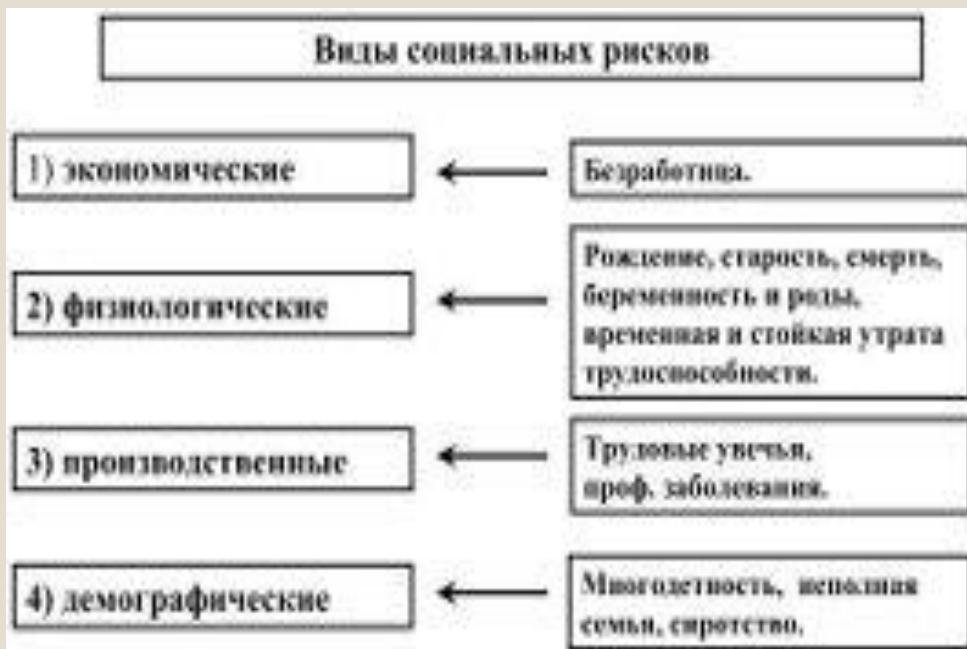 Виды социальных рисков
1) экономические
Безработица.
2) физиологические
Рождение, старость, смерть,
беременность и роды,
временная и стойкая утрата
трудоспособности.
3) производственные
Трудовые увечья,
проф. заболевания.
4) демографические
Многодетность, неполная
семья, сиротство.